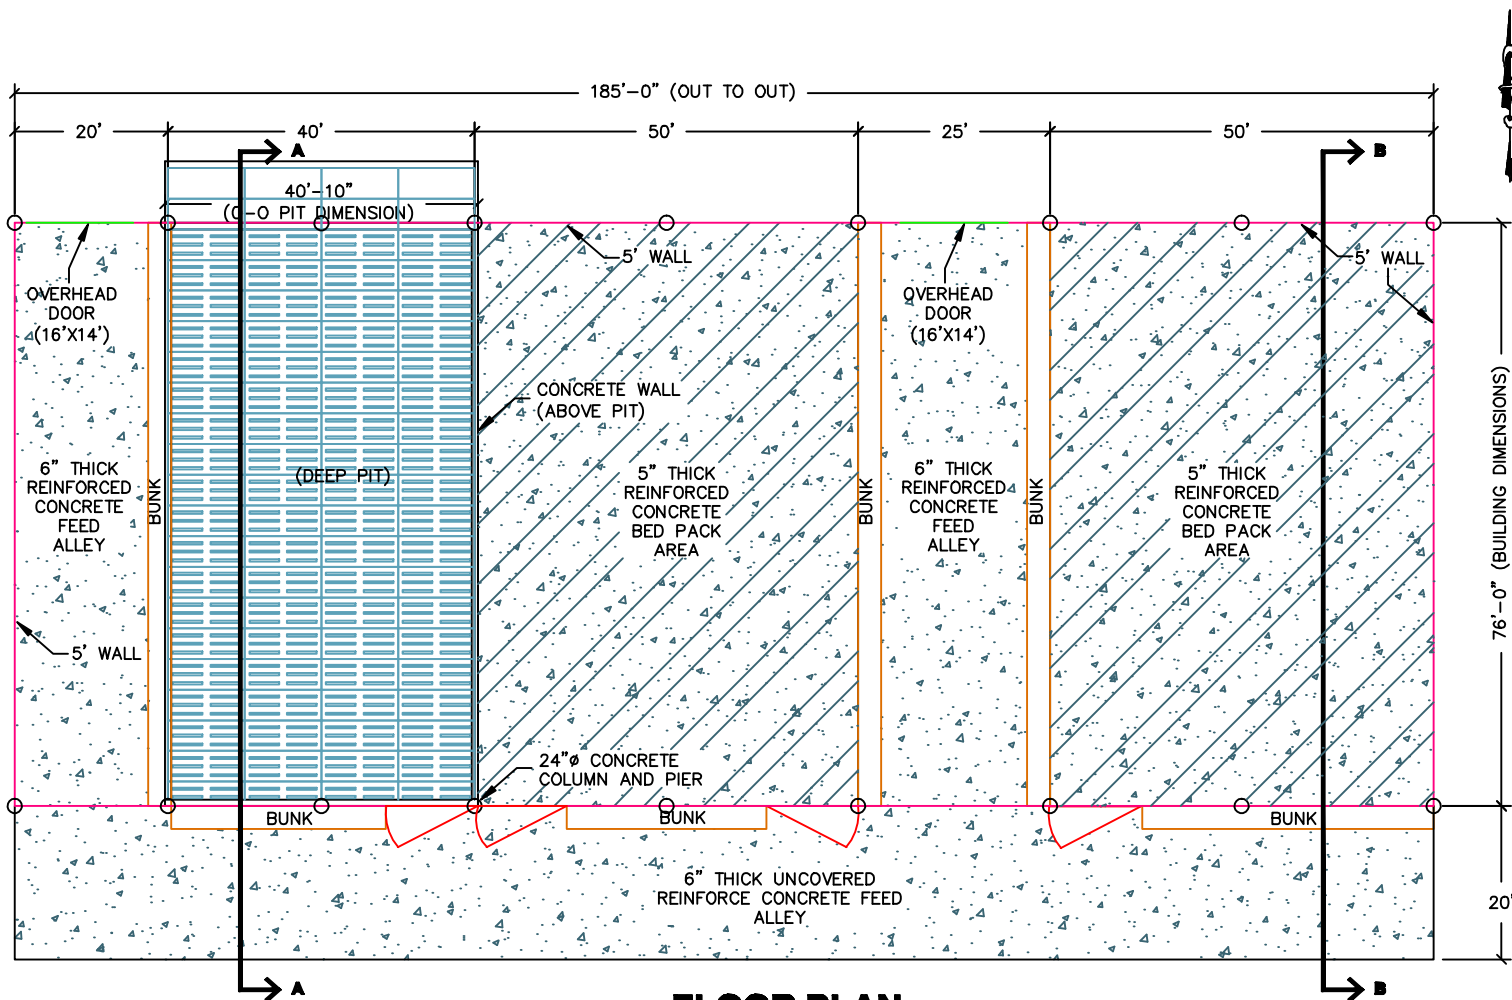 185'-0" (OUT TO OUT)
20'
40'
50'
25'
50'
A
B
40'-10"
(O-O PIT DIMENSION)
5' WALL
5' WALL
OVERHEAD
DOOR
(16'X14')
OVERHEAD
DOOR
(16'X14')
CONCRETE WALL
(ABOVE PIT)
6" THICK
REINFORCED
CONCRETE
FEED
ALLEY
BUNK
(DEEP PIT)
5" THICK
REINFORCED
CONCRETE
BED PACK
AREA
BUNK
6" THICK
REINFORCED
CONCRETE
FEED
ALLEY
BUNK
5" THICK
REINFORCED
CONCRETE
BED PACK
AREA
76'-0" (BUILDING DIMENSIONS)
5' WALL
24"ø CONCRETE
COLUMN AND PIER
BUNK
BUNK
BUNK
6" THICK UNCOVERED
REINFORCE CONCRETE FEED
ALLEY
20'
A
B
FLOOR PLAN